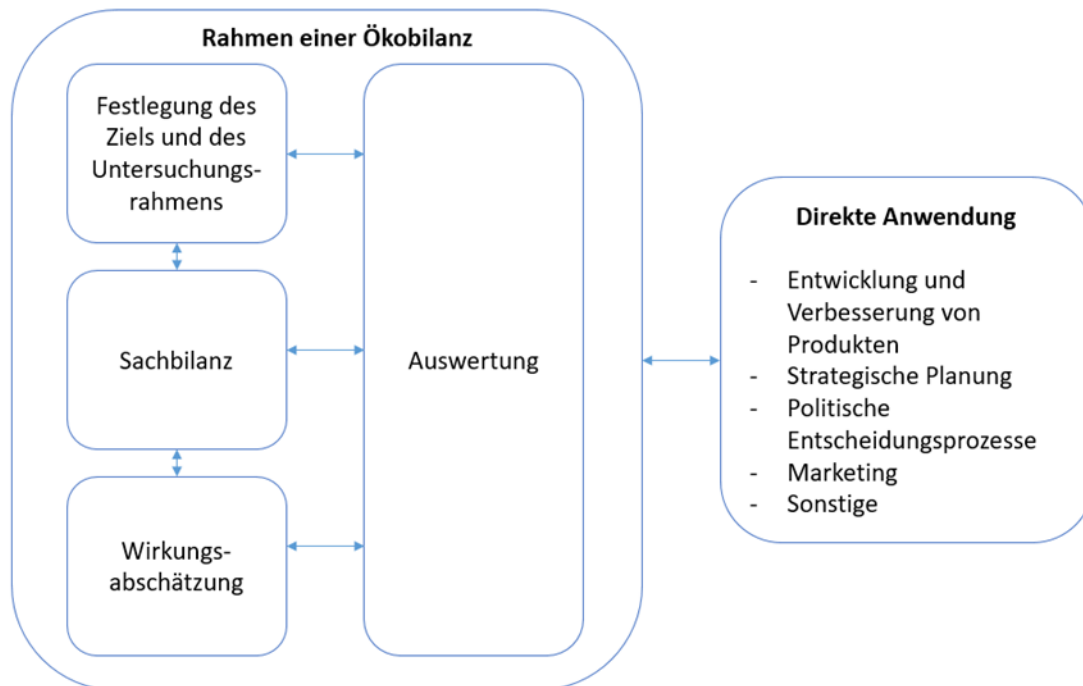 Rahmen einer Ökobilanz
Festlegung des
Ziels und des
Untersuchungs-
rahmens
Sachbilanz
Wirkungs-
abschätzung
Auswertung
Direkte Anwendung
- Entwicklung und
Verbesserung von
Produkten
- Strategische Planung
- Politische
Entscheidungsprozesse
- Marketing
- Sonstige